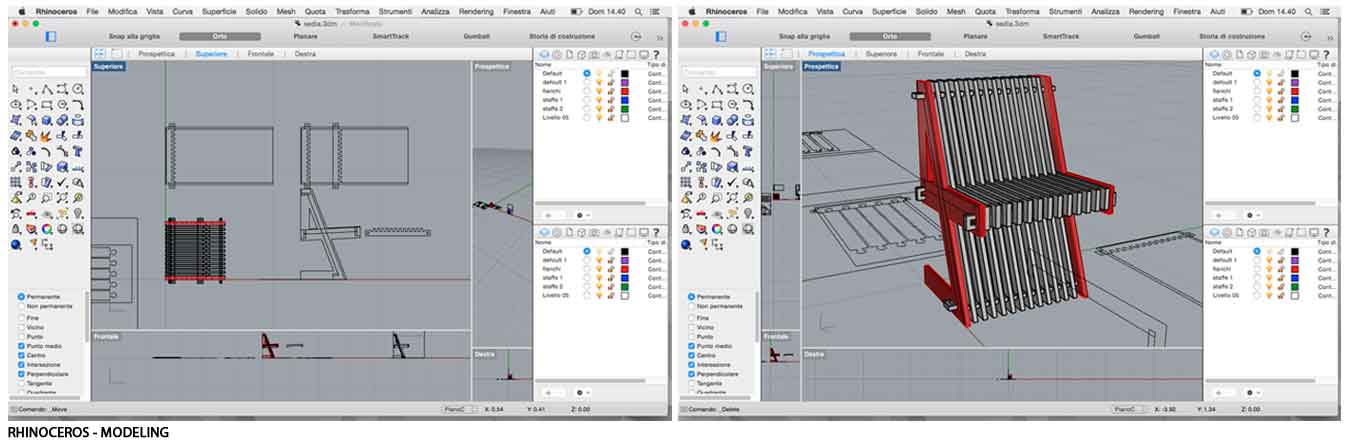 Rhinoceros File Modifica Vista Curva Superficie Solido Mesh Quota Trasforma Strumenti Analizza Rendering Finestra Aiuti Dom 14.40
sedia.3dm — Modificato
Snap alla griglia Orto Planare SmartTrack Gumball Storia di costruzione
Prospettica Superiore Frontale Destra
Comando
Superiore
Prospettica
Frontale
Destra
Nome Tipo di
Default Cont...
default 1 Cont...
fianchi Cont...
staffe 1 Cont...
staffe 2 Cont...
Livello 05 Cont...
Nome Tipo di
Default Cont...
default 1 Cont...
fianchi Cont...
staffe 1 Cont...
staffe 2 Cont...
Livello 05 Cont...
Permanente
Non permanente
Fine
Vicino
Punto
Punto medio
Centro
Intersezione
Perpendicolare
Tangente
Quadrante
Comando: _Move PianoC X: 0.54 Y: 0.41 Z: 0.00
Rhinoceros File Modifica Vista Curva Superficie Solido Mesh Quota Trasforma Strumenti Analizza Rendering Finestra Aiuti Dom 14.40
sedia.3dm
Snap alla griglia Orto Planare SmartTrack Gumball Storia di costruzione
Prospettica Superiore Frontale Destra
Comando
Superiore
Prospettica
Frontale
Destra
Nome Tipo di
Default Cont...
default 1 Cont...
fianchi Cont...
staffe 1 Cont...
staffe 2 Cont...
Livello 05 Cont...
Nome Tipo di
Default Cont...
default 1 Cont...
fianchi Cont...
staffe 1 Cont...
staffe 2 Cont...
Livello 05 Cont...
Permanente
Non permanente
Fine
Vicino
Punto
Punto medio
Centro
Intersezione
Perpendicolare
Tangente
Quadrante
Comando: _Delete PianoC X: -3.92 Y: 1.34 Z: 0.00
RHINOCEROS - MODELING